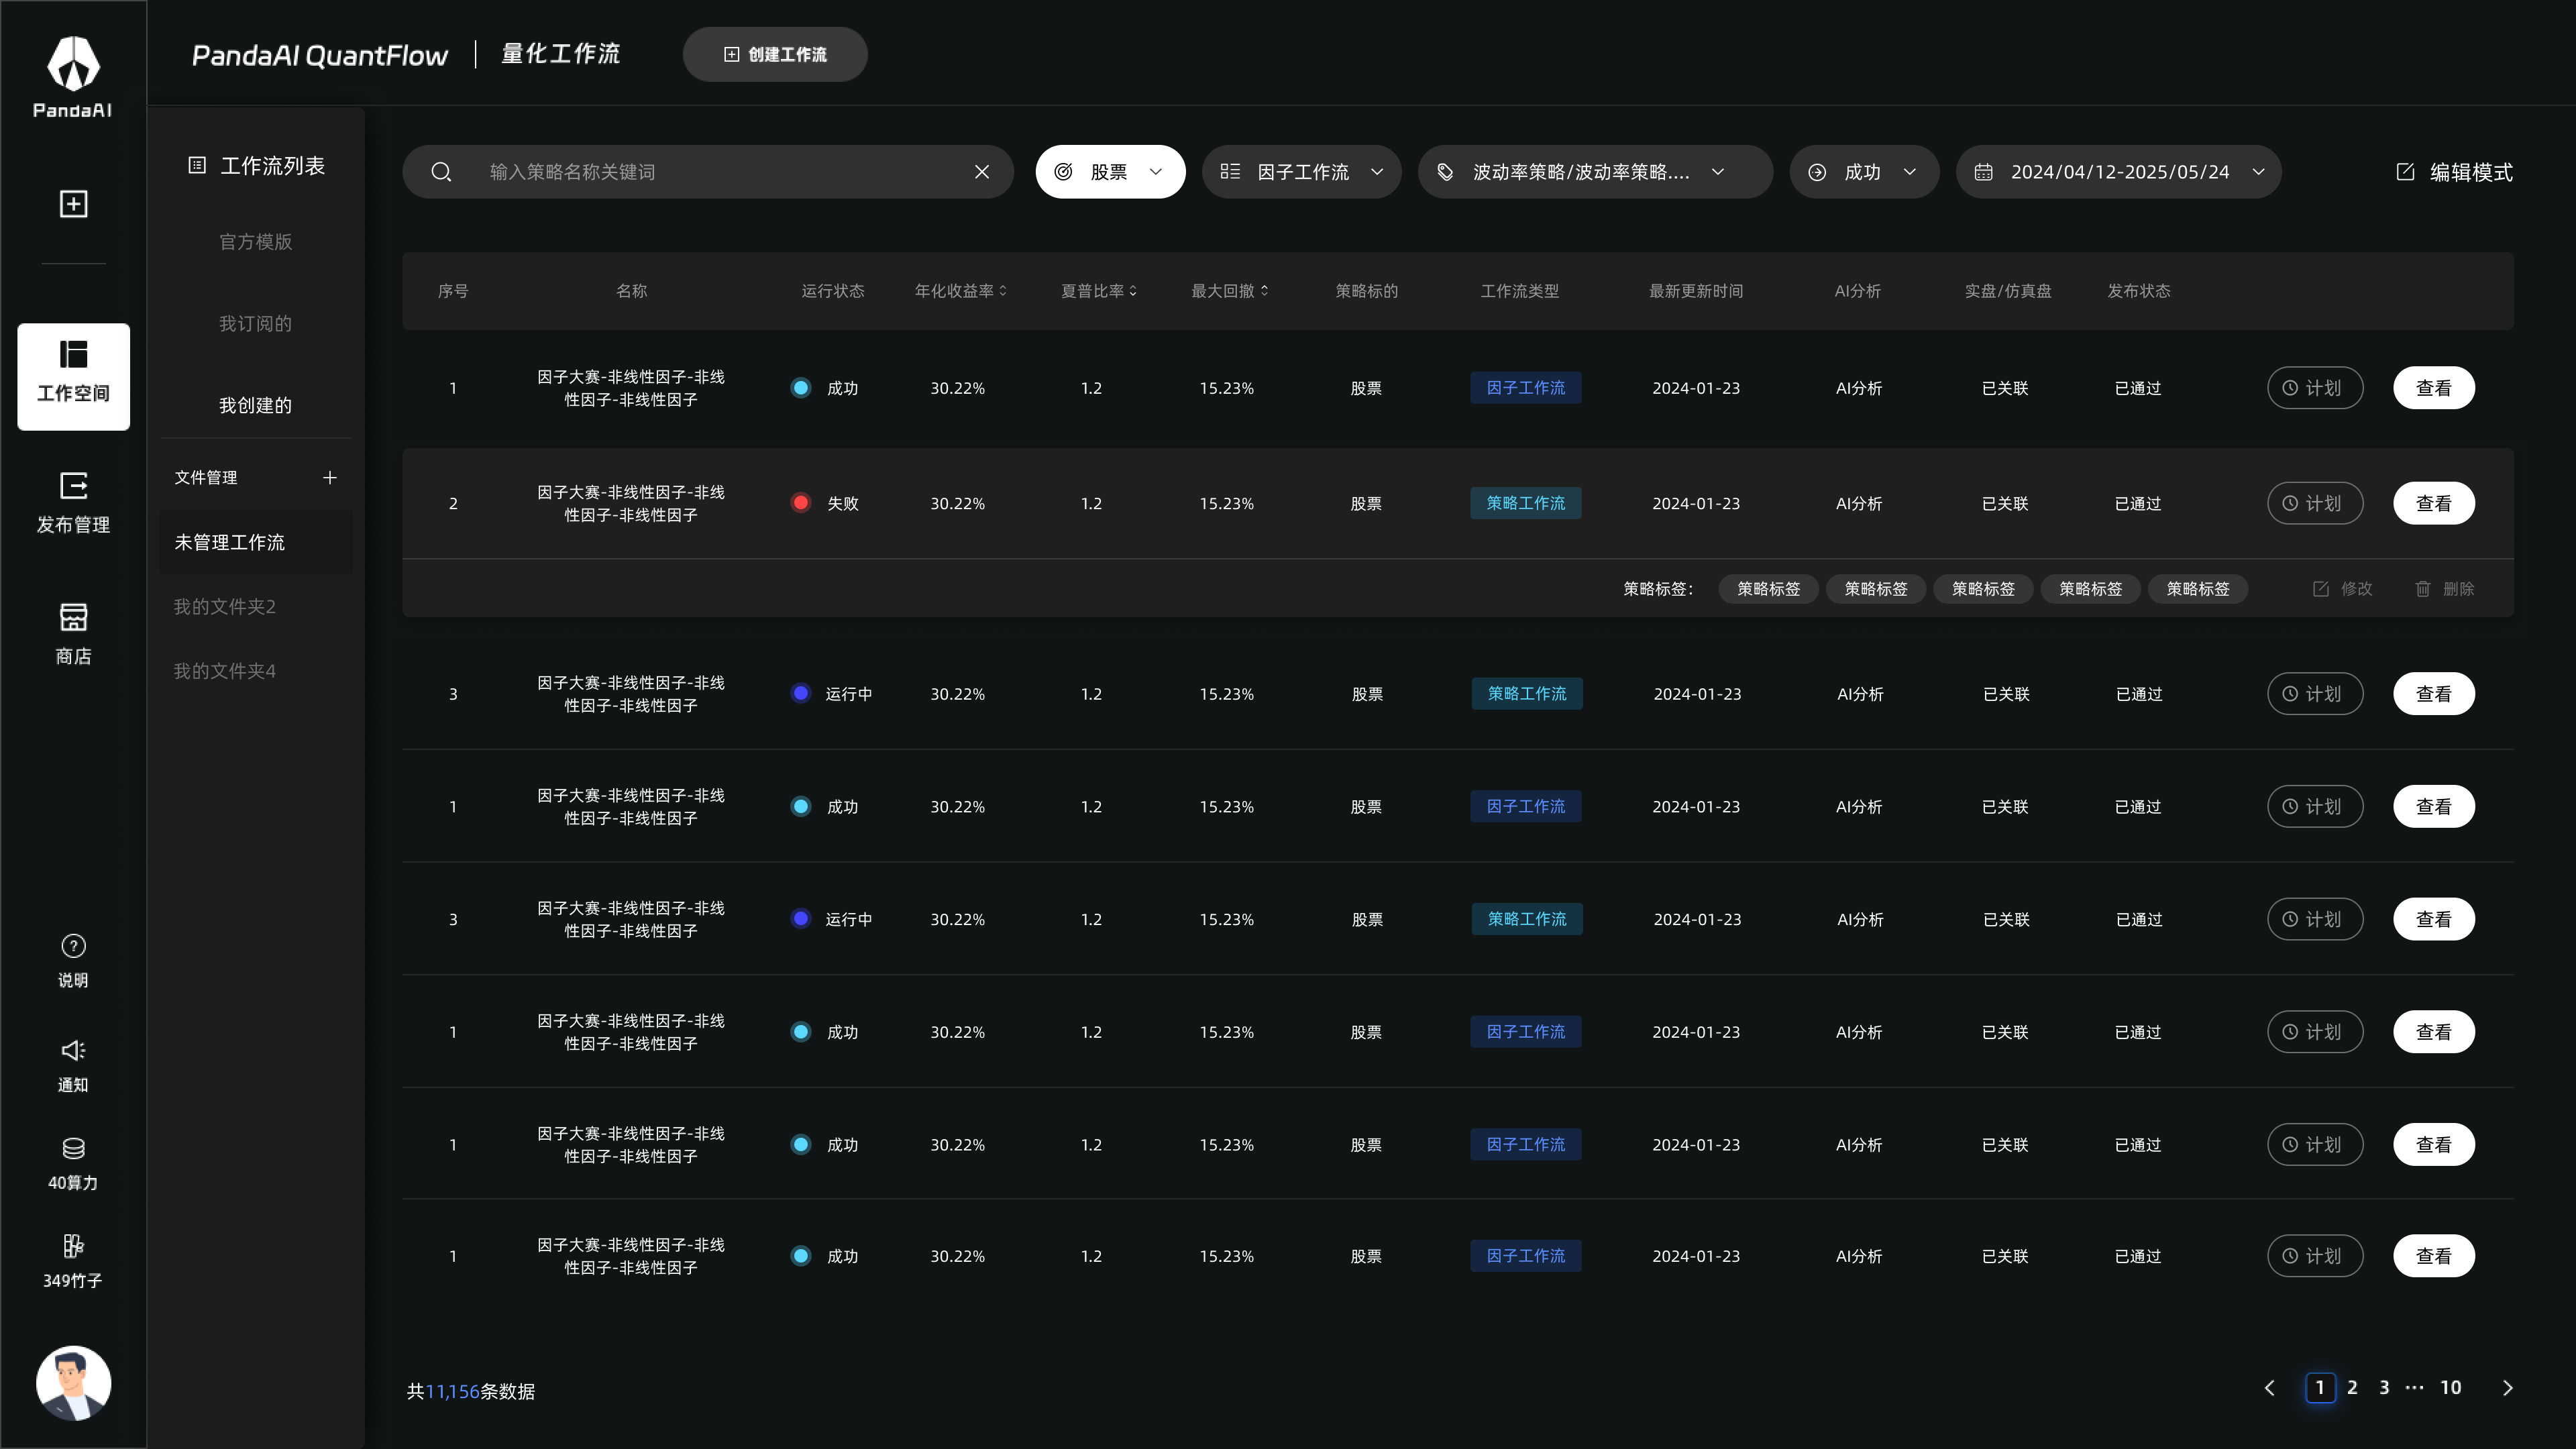 PandaAI
工作空间
发布管理
商店
说明
通知
40算力
349竹子
PandaAI QuantFlow
量化工作流
创建工作流
工作流列表
官方模版
我订阅的
我创建的
文件管理
未管理工作流
我的文件夹2
我的文件夹4
输入策略名称关键词
股票
因子工作流
波动率策略/波动率策略....
成功
2024/04/12-2025/05/24
编辑模式
序号 名称 运行状态 年化收益率 夏普比率 最大回撤 策略标的 工作流类型 最新更新时间 AI分析 实盘/仿真盘 发布状态
1 因子大赛-非线性因子-非线
性因子-非线性因子 成功 30.22% 1.2 15.23% 股票 因子工作流 2024-01-23 AI分析 已关联 已通过 计划 查看
2 因子大赛-非线性因子-非线
性因子-非线性因子 失败 30.22% 1.2 15.23% 股票 策略工作流 2024-01-23 AI分析 已关联 已通过 计划 查看
策略标签： 策略标签 策略标签 策略标签 策略标签 策略标签 修改 删除
3 因子大赛-非线性因子-非线
性因子-非线性因子 运行中 30.22% 1.2 15.23% 股票 策略工作流 2024-01-23 AI分析 已关联 已通过 计划 查看
1 因子大赛-非线性因子-非线
性因子-非线性因子 成功 30.22% 1.2 15.23% 股票 因子工作流 2024-01-23 AI分析 已关联 已通过 计划 查看
3 因子大赛-非线性因子-非线
性因子-非线性因子 运行中 30.22% 1.2 15.23% 股票 策略工作流 2024-01-23 AI分析 已关联 已通过 计划 查看
1 因子大赛-非线性因子-非线
性因子-非线性因子 成功 30.22% 1.2 15.23% 股票 因子工作流 2024-01-23 AI分析 已关联 已通过 计划 查看
1 因子大赛-非线性因子-非线
性因子-非线性因子 成功 30.22% 1.2 15.23% 股票 因子工作流 2024-01-23 AI分析 已关联 已通过 计划 查看
1 因子大赛-非线性因子-非线
性因子-非线性因子 成功 30.22% 1.2 15.23% 股票 因子工作流 2024-01-23 AI分析 已关联 已通过 计划 查看
共11,156条数据
1 2 3 ··· 10